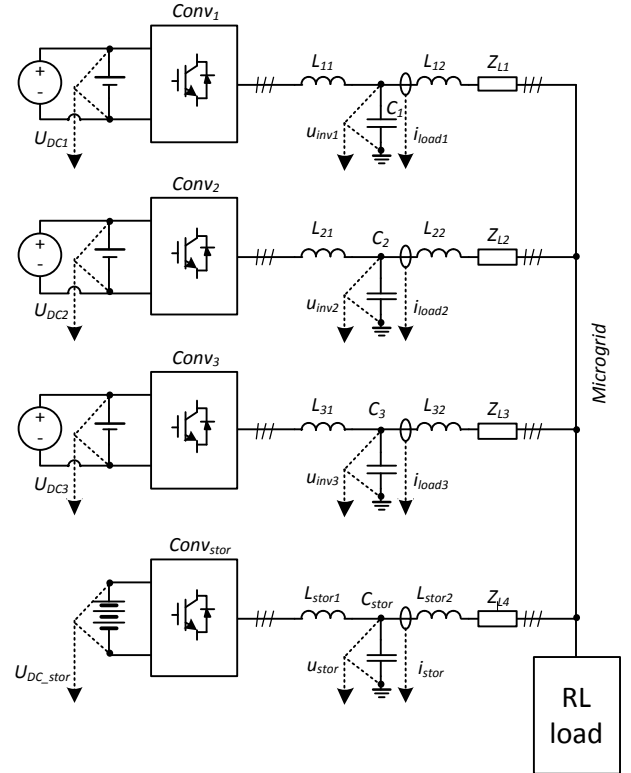 Conv1
+
-
UDC1
L11
C1
L12
ZL1
uinv1
iload1
Conv2
+
-
UDC2
L21
C2
L22
ZL2
uinv2
iload2
Microgrid
Conv3
+
-
UDC3
L31
C3
L32
ZL3
uinv3
iload3
Convstor
UDC_stor
Lstor1
Cstor
Lstor2
ZL4
ustor
istor
RL
load